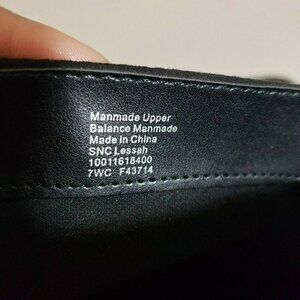 Manmade Upper
Balance Manmade
Made in China
SNC Lessah
10011618400
7WC F43714